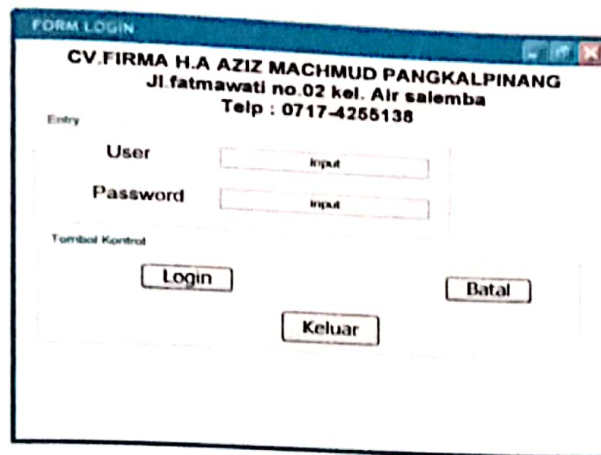 FORM LOGIN
CV.FIRMA H.A AZIZ MACHMUD PANGKALPINANG
Jl.fatmawati no.02 kel. Air salemba
Telp : 0717-4255138
Entry
User input
Password input
Tombol Kontrol
Login Batal
Keluar